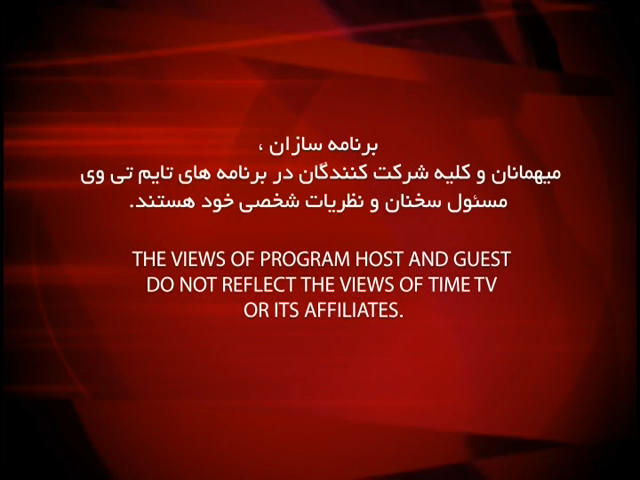 برنامه سازان ،
میهمانان و کلیه شرکت کنندگان در برنامه های تایم تی وی
مسئول سخنان و نظریات شخصی خود هستند.
THE VIEWS OF PROGRAM HOST AND GUEST
DO NOT REFLECT THE VIEWS OF TIME TV
OR ITS AFFILIATES.